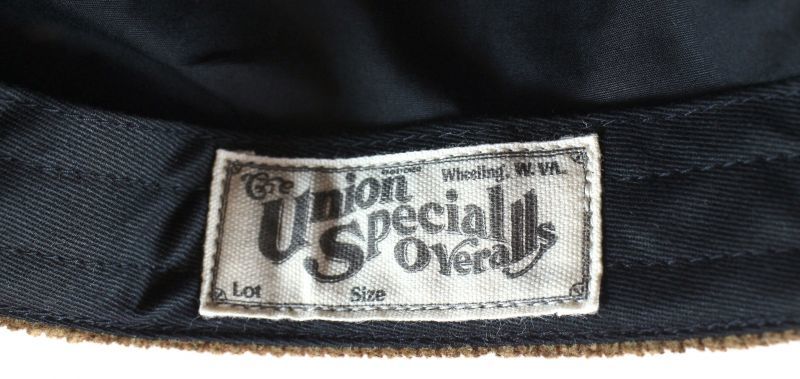 The Union Special Overalls
Wheeling, W. VA.
Lot Size